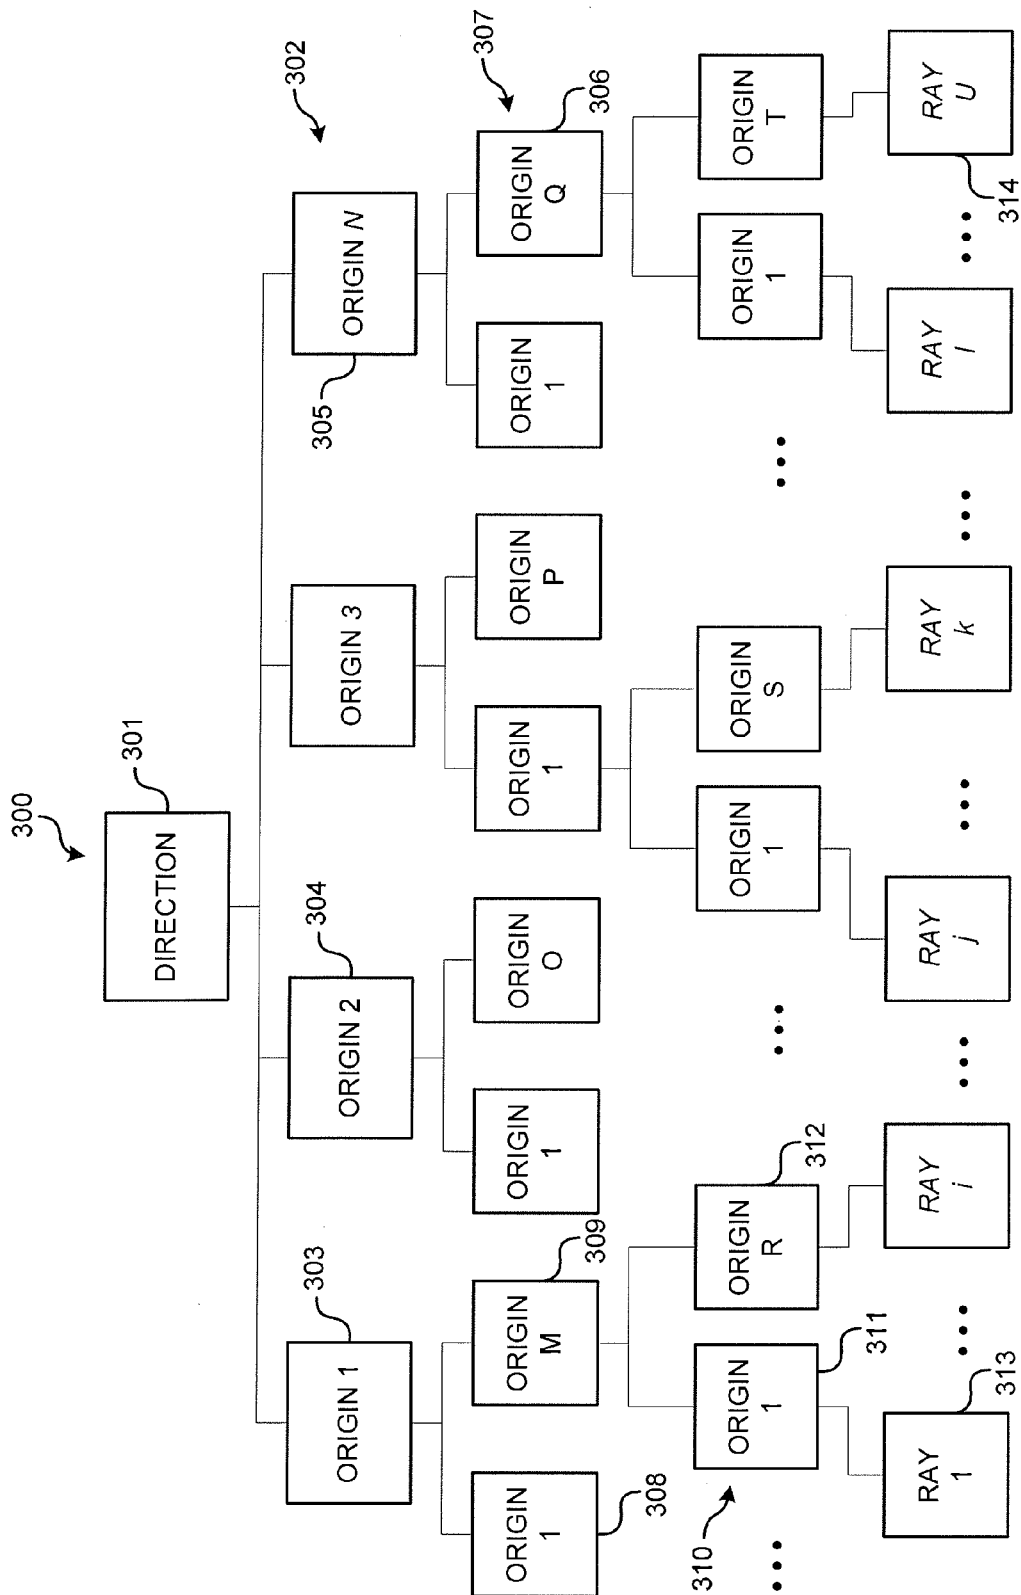 300
DIRECTION
301
302
ORIGIN 1
303
ORIGIN 2
304
ORIGIN 3
ORIGIN N
305
307
ORIGIN
1
308
ORIGIN
M
309
ORIGIN
1
ORIGIN
O
ORIGIN
1
ORIGIN
P
ORIGIN
1
ORIGIN
Q
306
310
ORIGIN
1
311
ORIGIN
R
312
ORIGIN
1
ORIGIN
S
ORIGIN
1
ORIGIN
T
RAY
1
313
RAY
i
RAY
j
RAY
k
RAY
l
RAY
U
314